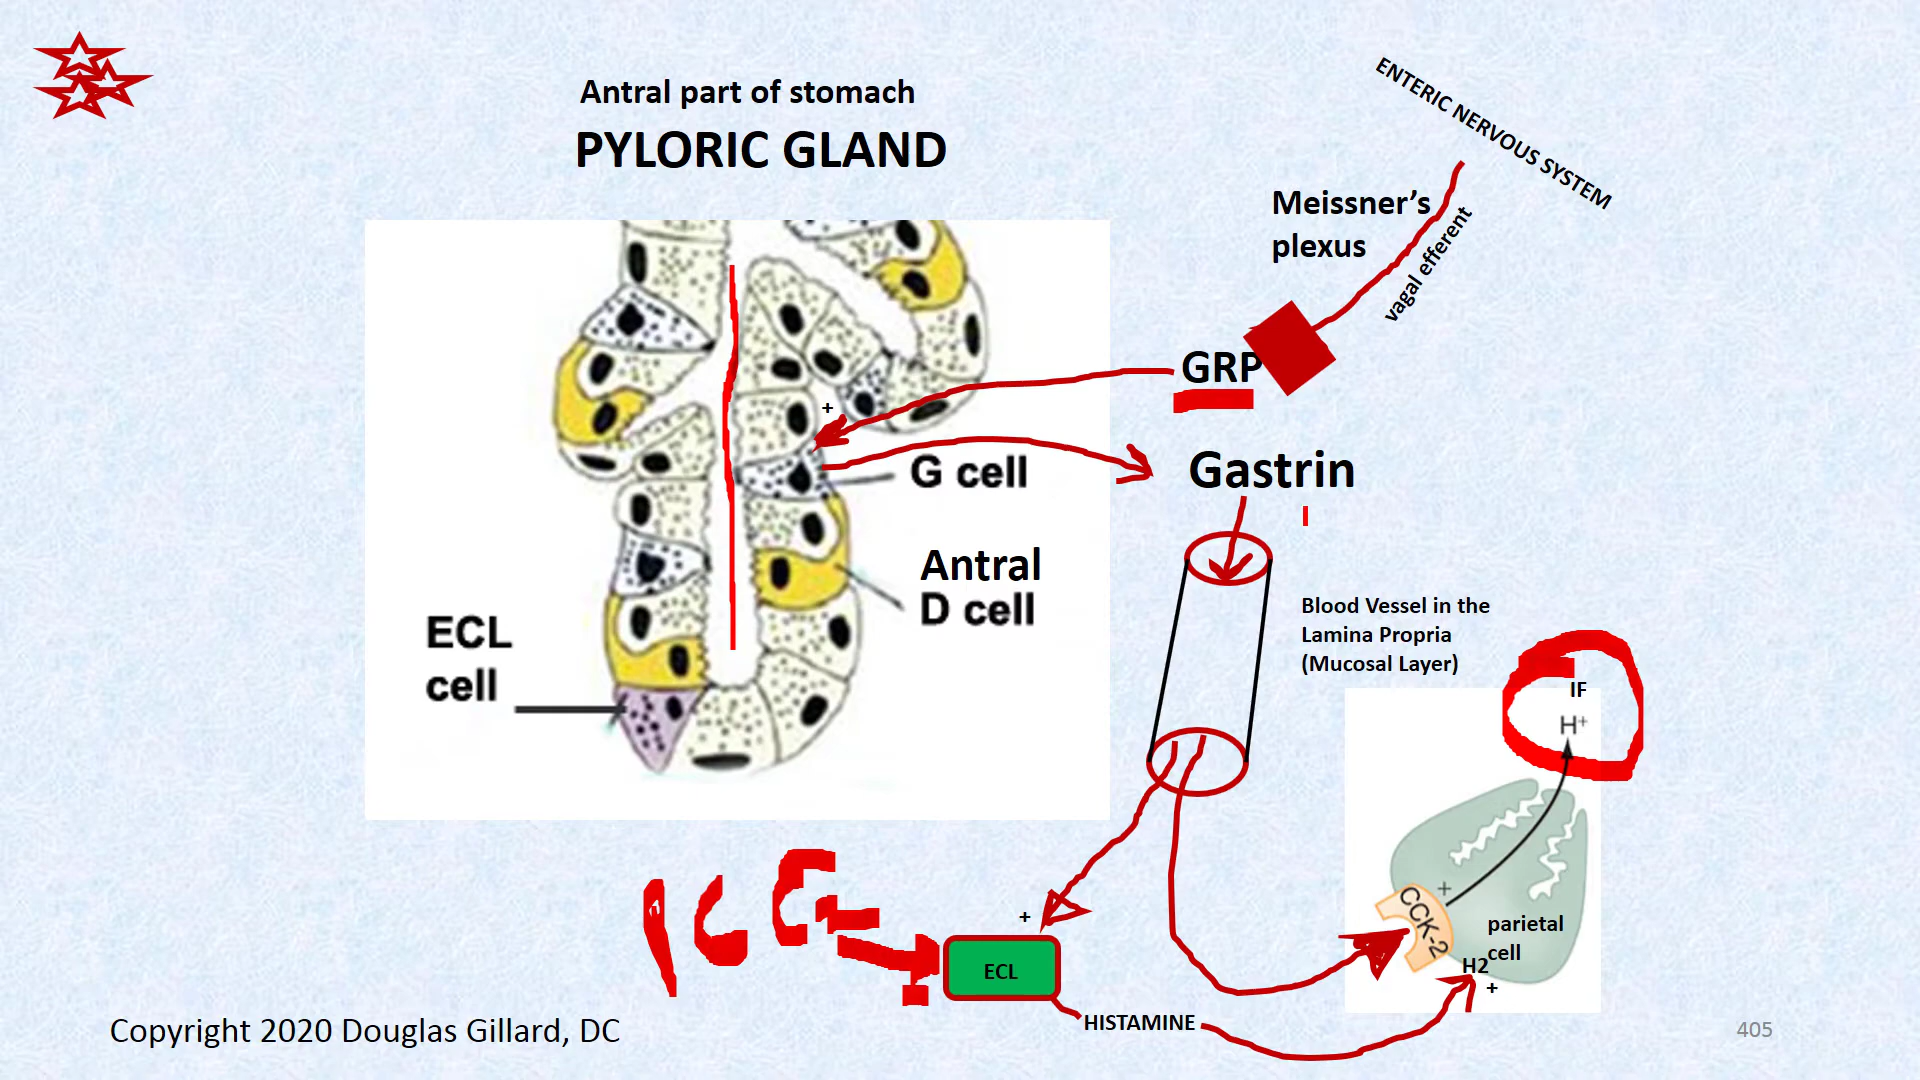 Antral part of stomach
PYLORIC GLAND
ENTERIC NERVOUS SYSTEM
Meissner’s
plexus
vagal efferent
GRP
+
G cell
Gastrin
Antral
D cell
ECL
cell
Blood Vessel in the
Lamina Propria
(Mucosal Layer)
IF
H+
+
CCK-2
parietal
cell
H2
+
+
ECL
HISTAMINE
Copyright 2020 Douglas Gillard, DC
405